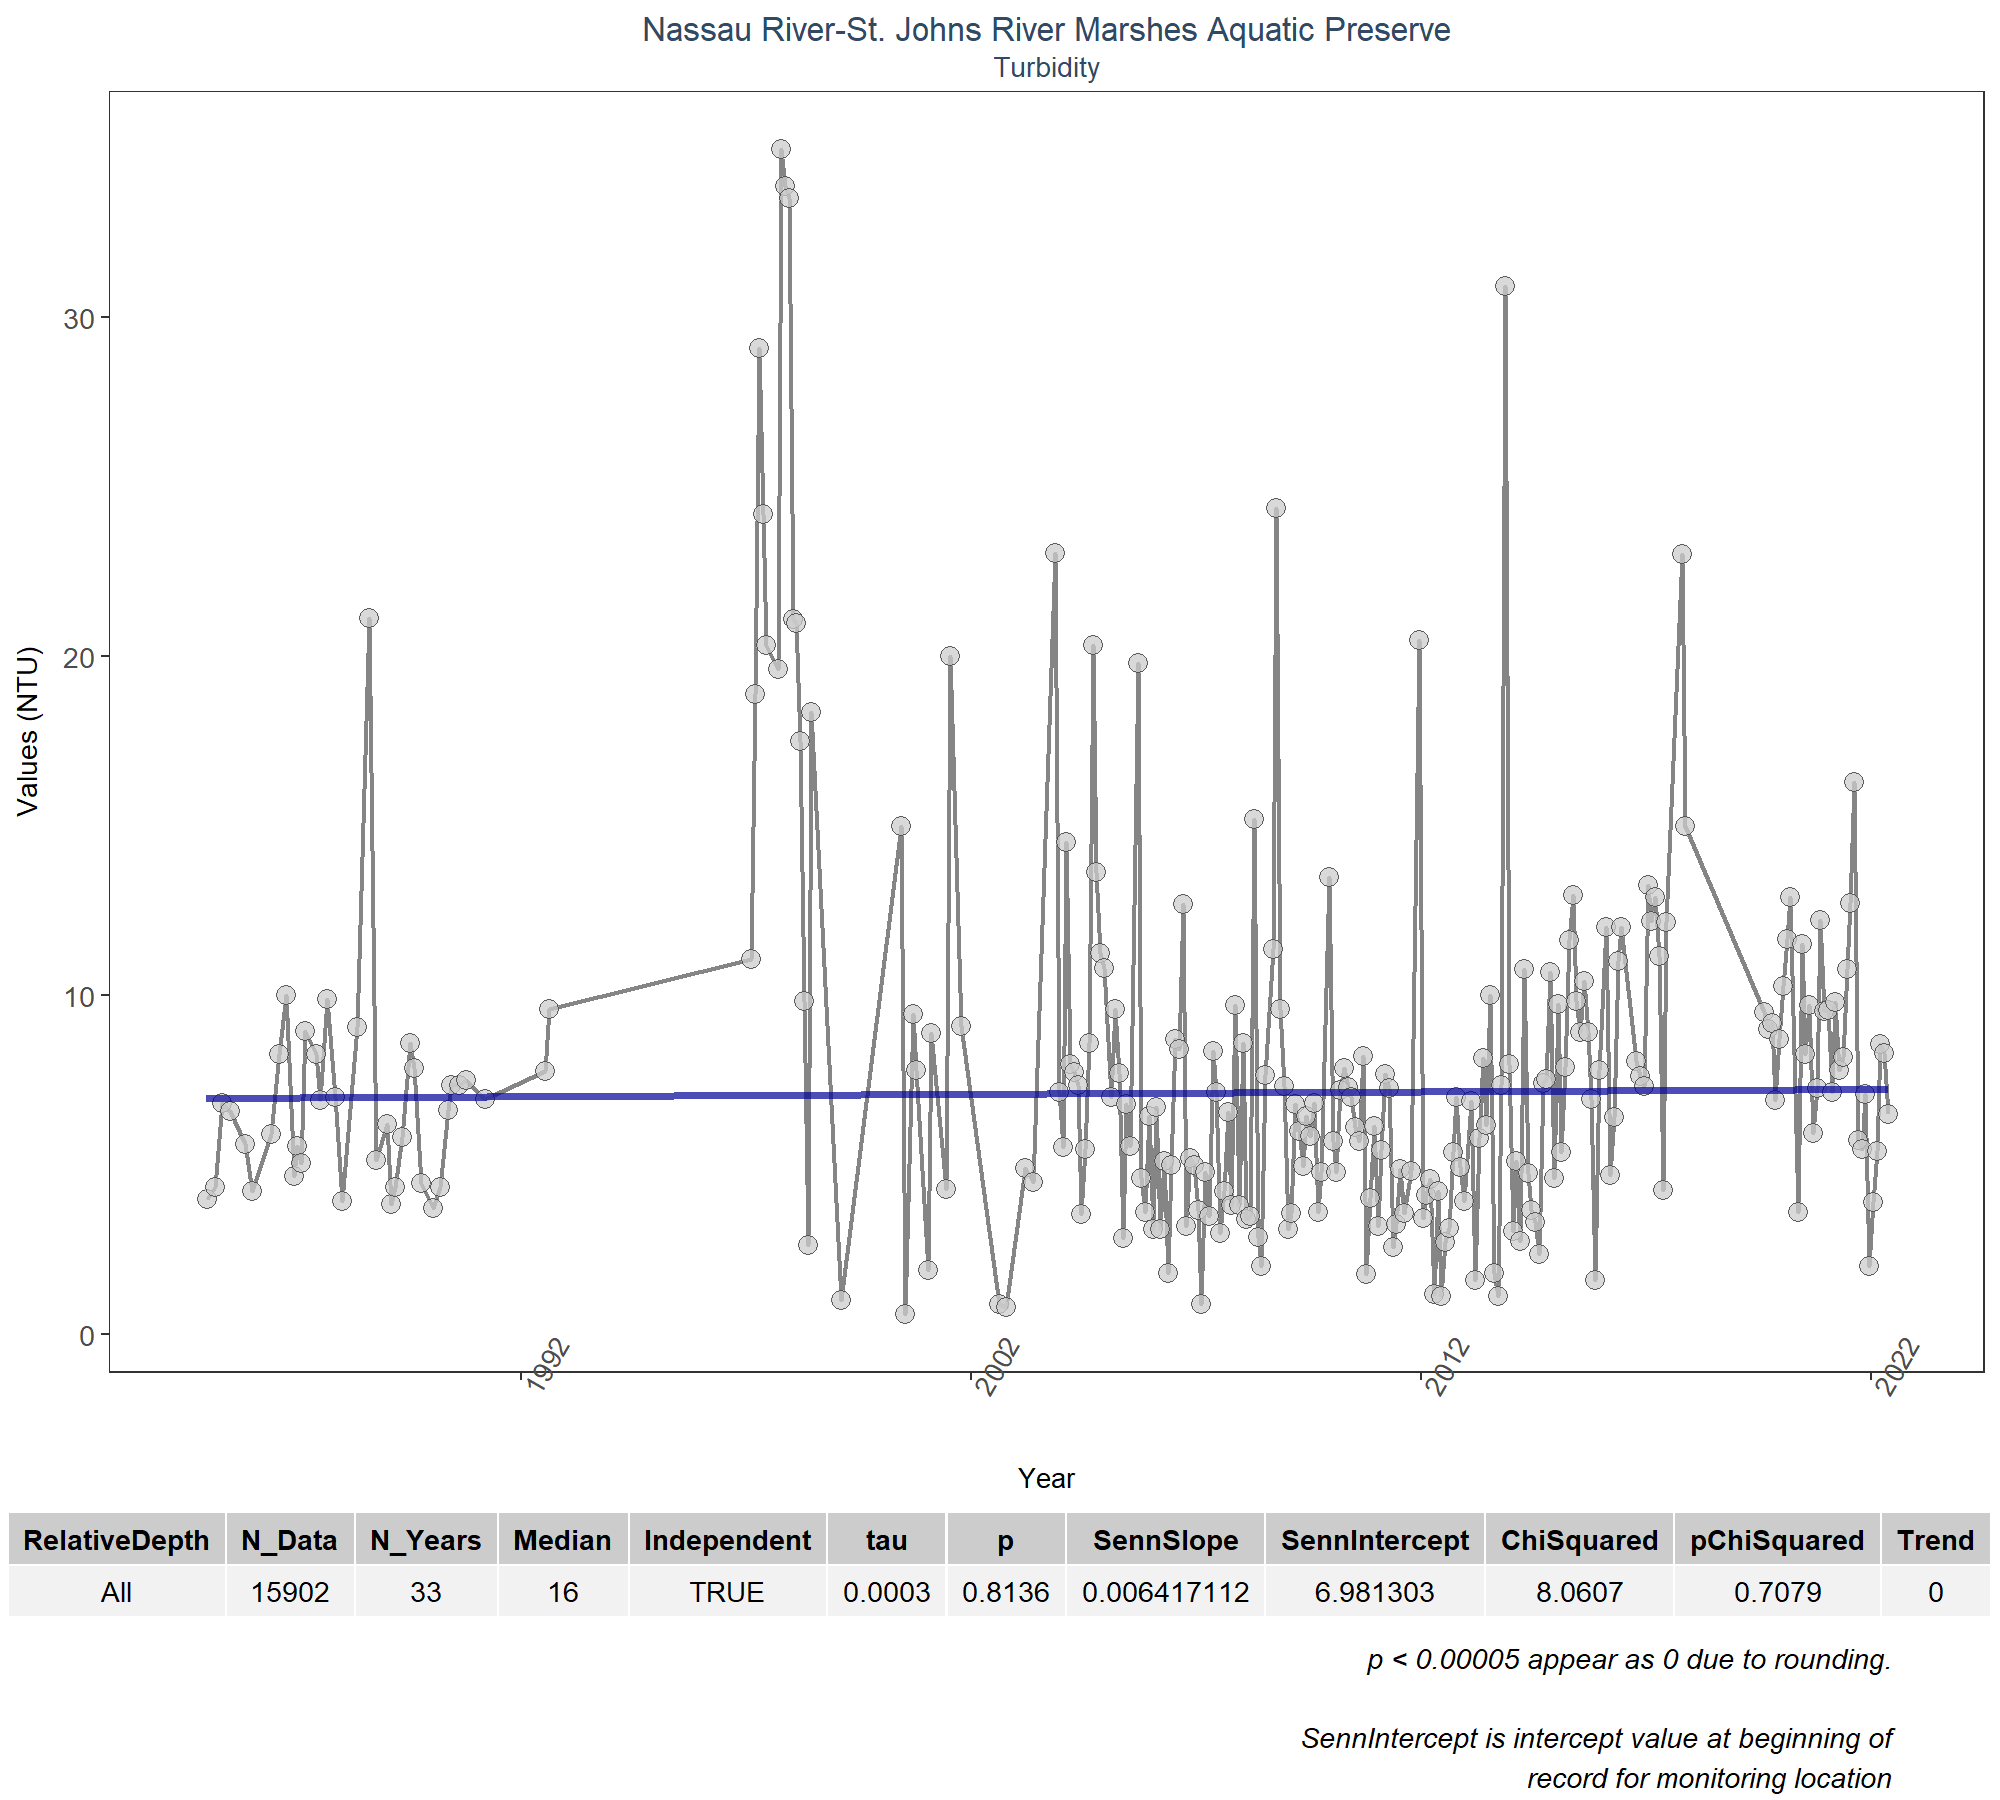 Nassau River-St. Johns River Marshes Aquatic Preserve
Turbidity
Values (NTU)
30
20
10
0
1992
2002
2012
2022
Year
RelativeDepth N_Data N_Years Median Independent tau p SennSlope SennIntercept ChiSquared pChiSquared Trend
All 15902 33 16 TRUE 0.0003 0.8136 0.006417112 6.981303 8.0607 0.7079 0
p < 0.00005 appear as 0 due to rounding.
SennIntercept is intercept value at beginning of
record for monitoring location